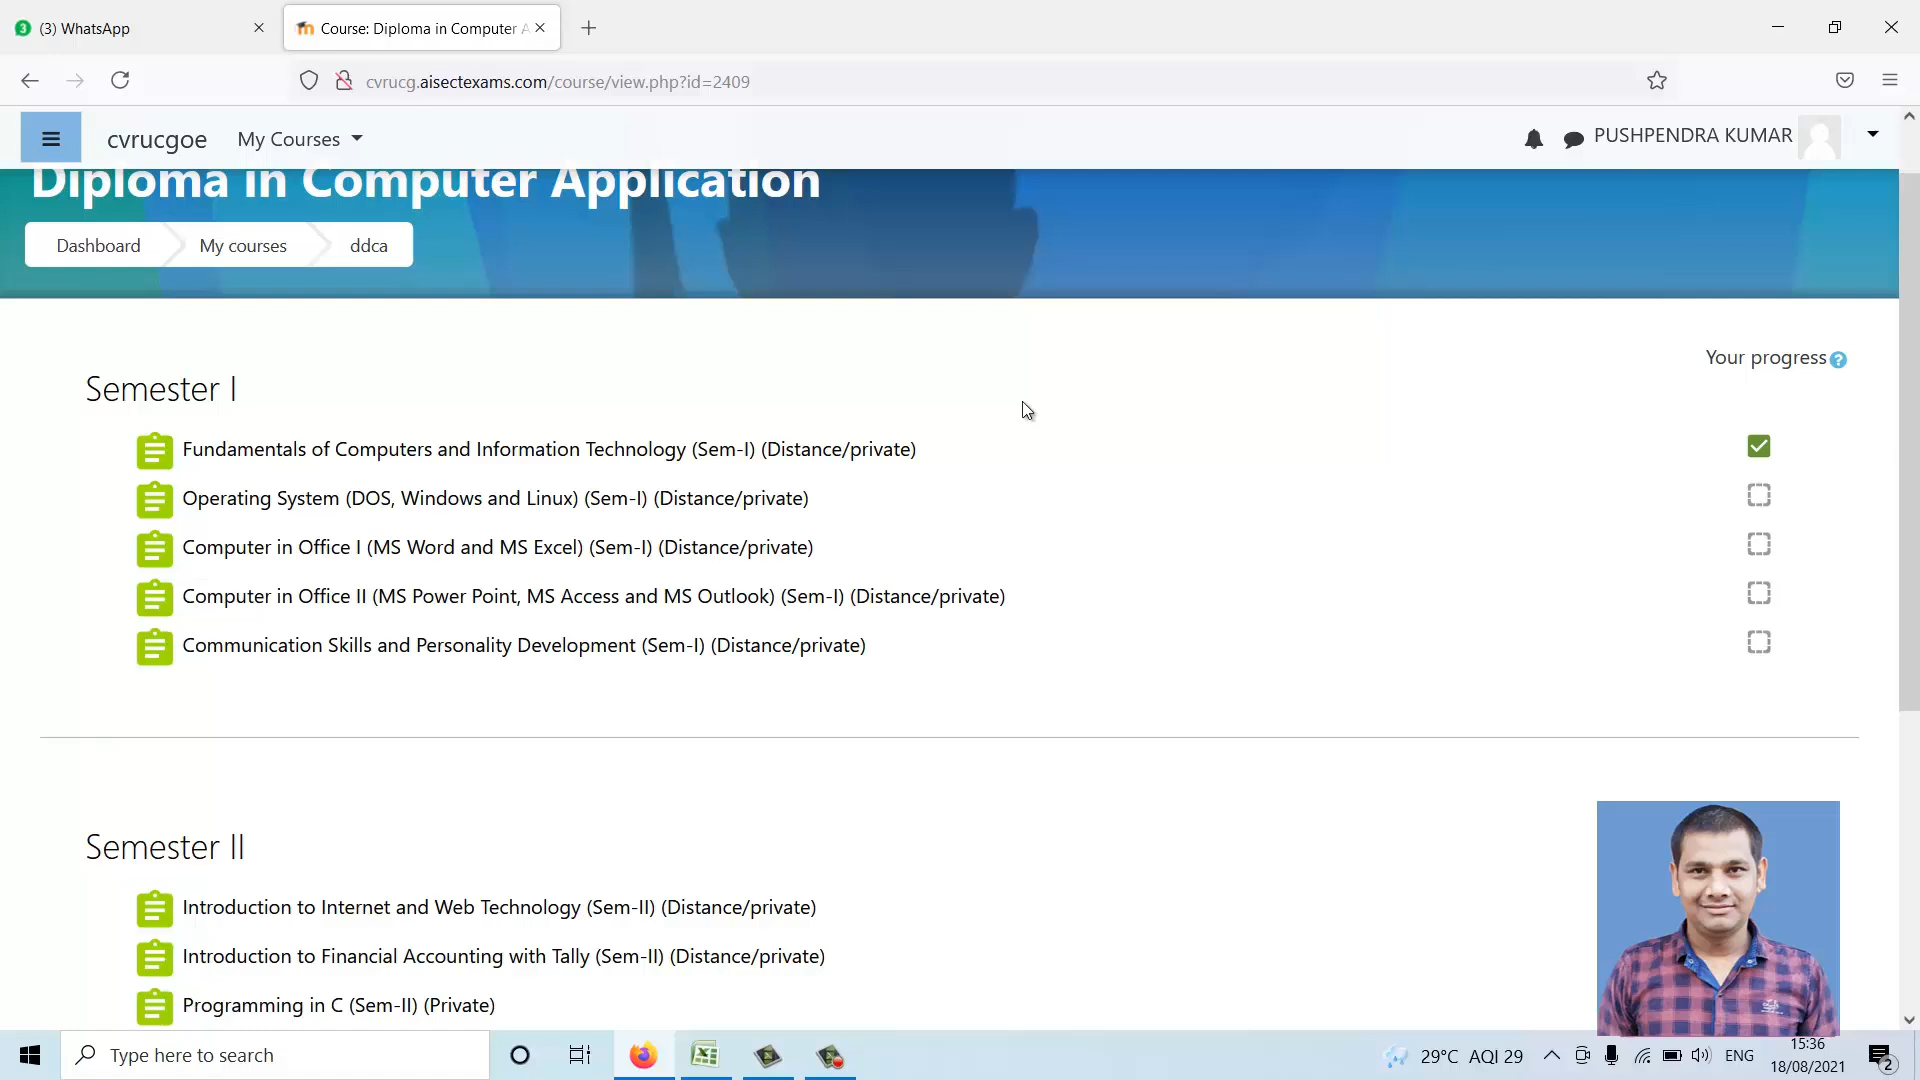 (3) WhatsApp
Course: Diploma in Computer A
cvrucg.aisectexams.com/course/view.php?id=2409
cvrucgoe
My Courses
PUSHPENDRA KUMAR
Diploma in Computer Application
Dashboard
My courses
ddca
Your progress
Semester I
Fundamentals of Computers and Information Technology (Sem-I) (Distance/private)
Operating System (DOS, Windows and Linux) (Sem-I) (Distance/private)
Computer in Office I (MS Word and MS Excel) (Sem-I) (Distance/private)
Computer in Office II (MS Power Point, MS Access and MS Outlook) (Sem-I) (Distance/private)
Communication Skills and Personality Development (Sem-I) (Distance/private)
Semester II
Introduction to Internet and Web Technology (Sem-II) (Distance/private)
Introduction to Financial Accounting with Tally (Sem-II) (Distance/private)
Programming in C (Sem-II) (Private)
Type here to search
29°C AQI 29
ENG
15:36
18/08/2021
2